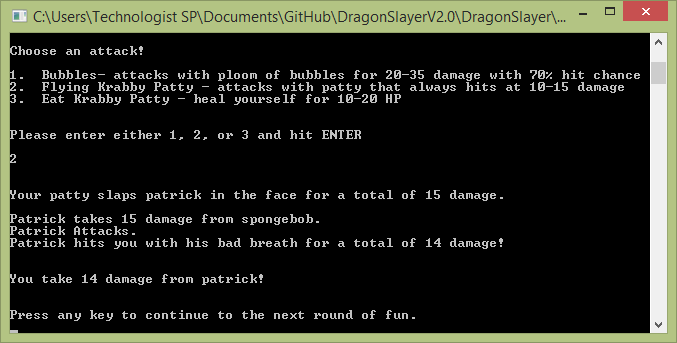 C:\Users\Technologist SP\Documents\GitHub\DragonSlayerV2.0\DragonSlayer\...
Choose an attack!
1.  Bubbles- attacks with ploom of bubbles for 20-35 damage with 70% hit chance
2.  Flying Krabby Patty - attacks with patty that always hits at 10-15 damage
3.  Eat Krabby Patty - heal yourself for 10-20 HP
Please enter either 1, 2, or 3 and hit ENTER
2
Your patty slaps patrick in the face for a total of 15 damage.
Patrick takes 15 damage from spongebob.
Patrick Attacks.
Patrick hits you with his bad breath for a total of 14 damage!
You take 14 damage from patrick!
Press any key to continue to the next round of fun.